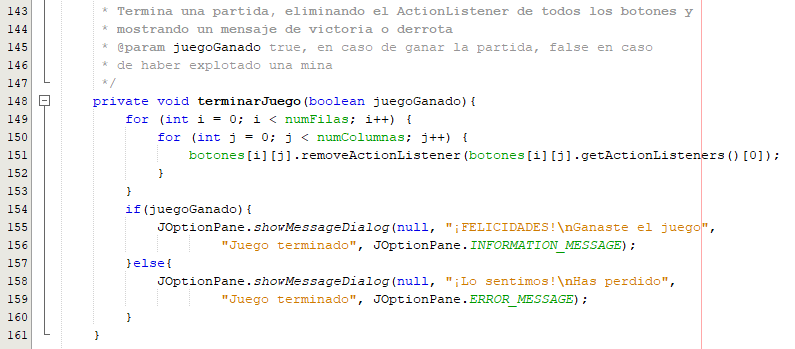 143      * Termina una partida, eliminando el ActionListener de todos los botones y
144      * mostrando un mensaje de victoria o derrota
145      * @param juegoGanado true, en caso de ganar la partida, false en caso
146      * de haber explotado una mina
147      */
148     private void terminarJuego(boolean juegoGanado){
149         for (int i = 0; i < numFilas; i++) {
150             for (int j = 0; j < numColumnas; j++) {
151                 botones[i][j].removeActionListener(botones[i][j].getActionListeners()[0]);
152             }
153         }
154         if(juegoGanado){
155             JOptionPane.showMessageDialog(null, "¡FELICIDADES!\nGanaste el juego",
156                     "Juego terminado", JOptionPane.INFORMATION_MESSAGE);
157         }else{
158             JOptionPane.showMessageDialog(null, "¡Lo sentimos!\nHas perdido",
159                     "Juego terminado", JOptionPane.ERROR_MESSAGE);
160         }
161     }